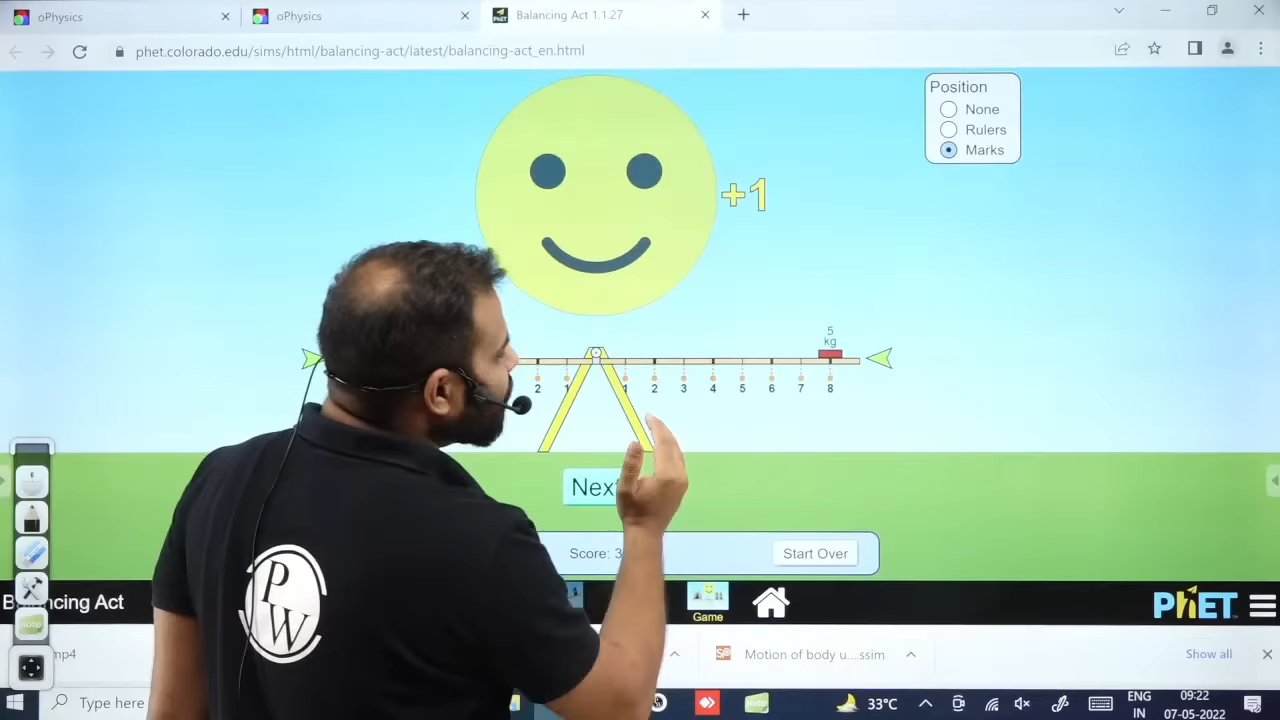 oPhysics
oPhysics
Balancing Act 1.1.27
phet.colorado.edu/sims/html/balancing-act/latest/balancing-act_en.html
Position
None
Rulers
Marks
+1
5
kg
2 1 1 2 3 4 5 6 7 8
Score: 3
Start Over
Game
PhET
mp4
SP
Motion of body u....ssim
Show all
Type here
33°C
ENG
IN
09:22
07-05-2022
Note
PW